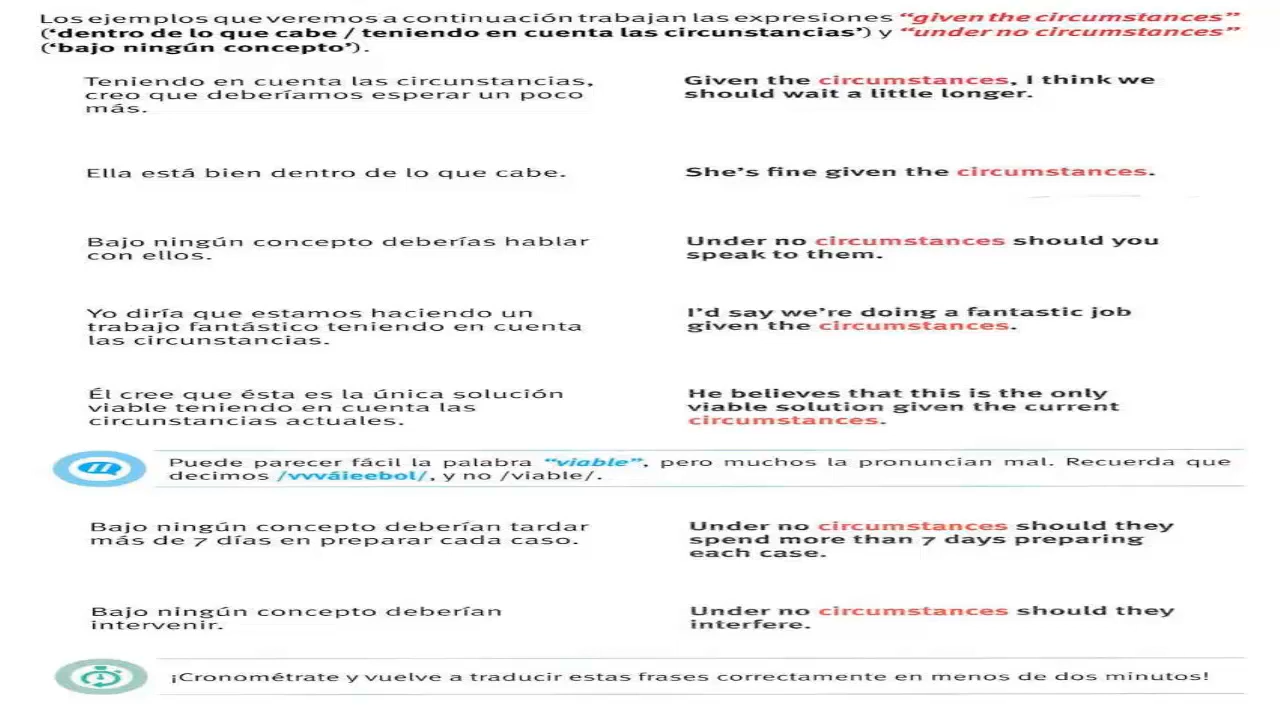 Los ejemplos que veremos a continuación trabajan las expresiones “given the circumstances”
(‘dentro de lo que cabe / teniendo en cuenta las circunstancias’) y “under no circumstances”
(‘bajo ningún concepto’).
Teniendo en cuenta las circunstancias,
creo que deberíamos esperar un poco
más.
Given the circumstances, I think we
should wait a little longer.
Ella está bien dentro de lo que cabe.
She’s fine given the circumstances.
Bajo ningún concepto deberías hablar
con ellos.
Under no circumstances should you
speak to them.
Yo diría que estamos haciendo un
trabajo fantástico teniendo en cuenta
las circunstancias.
I’d say we’re doing a fantastic job
given the circumstances.
Él cree que ésta es la única solución
viable teniendo en cuenta las
circunstancias actuales.
He believes that this is the only
viable solution given the current
circumstances.
Puede parecer fácil la palabra “viable”, pero muchos la pronuncian mal. Recuerda que
decimos /vvváieebol/, y no /viable/.
Bajo ningún concepto deberían tardar
más de 7 días en preparar cada caso.
Under no circumstances should they
spend more than 7 days preparing
each case.
Bajo ningún concepto deberían
intervenir.
Under no circumstances should they
interfere.
¡Cronométrate y vuelve a traducir estas frases correctamente en menos de dos minutos!